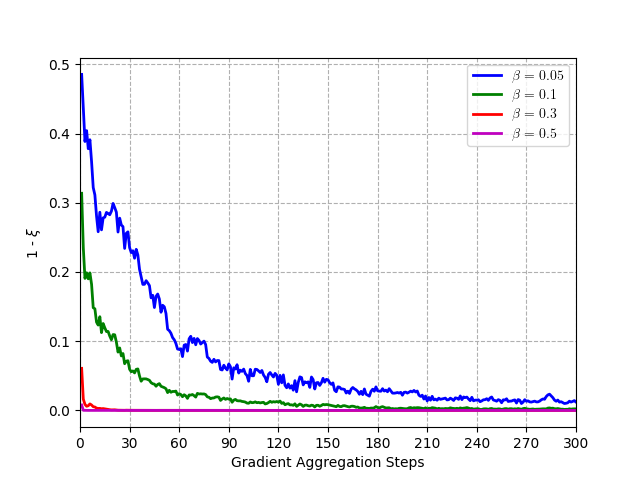 0.5
0.4
0.3
0.2
0.1
0.0
1 - ξ
β = 0.05
β = 0.1
β = 0.3
β = 0.5
0 30 60 90 120 150 180 210 240 270 300
Gradient Aggregation Steps